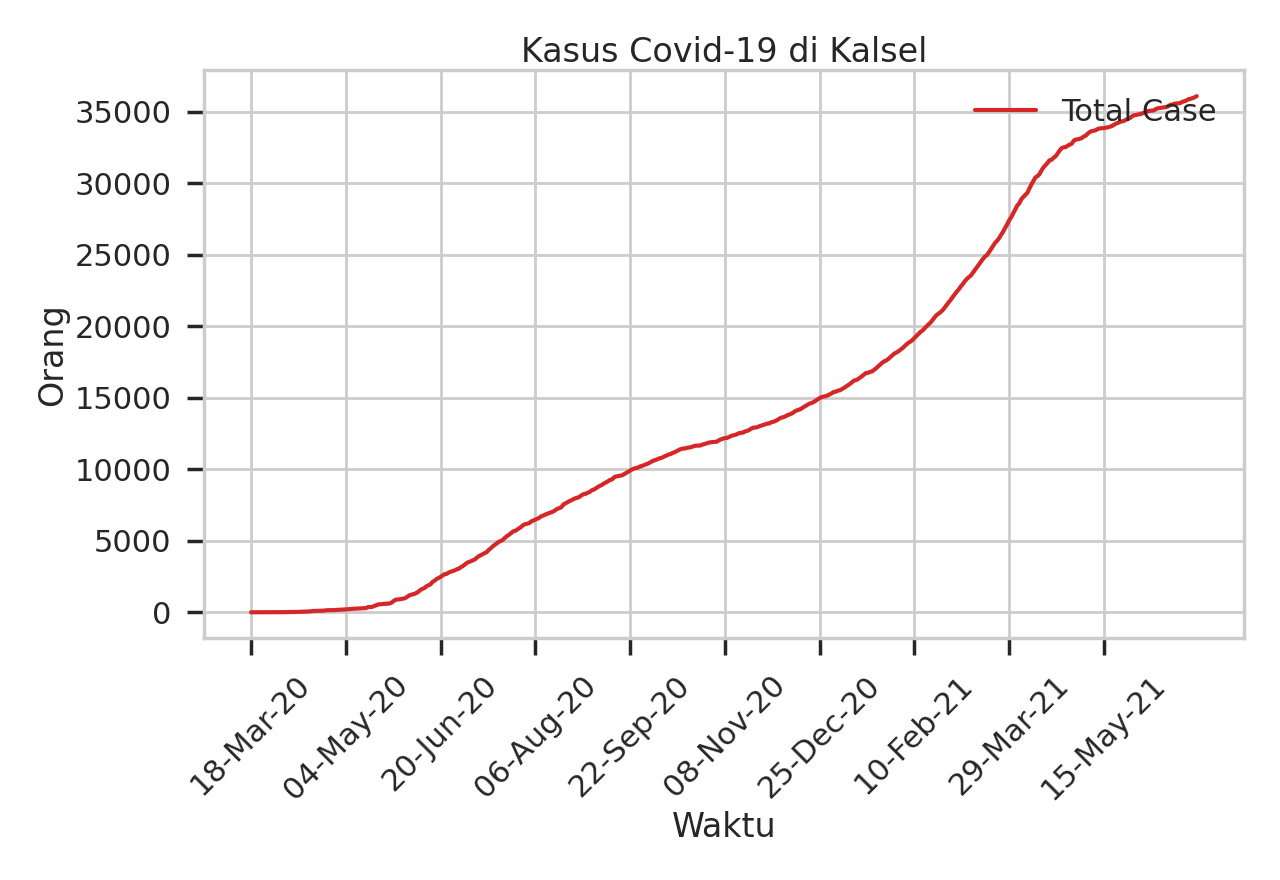 Kasus Covid-19 di Kalsel
Total Case
35000
30000
25000
20000
15000
10000
5000
0
Orang
18-Mar-20
04-May-20
20-Jun-20
06-Aug-20
22-Sep-20
08-Nov-20
25-Dec-20
10-Feb-21
29-Mar-21
15-May-21
Waktu